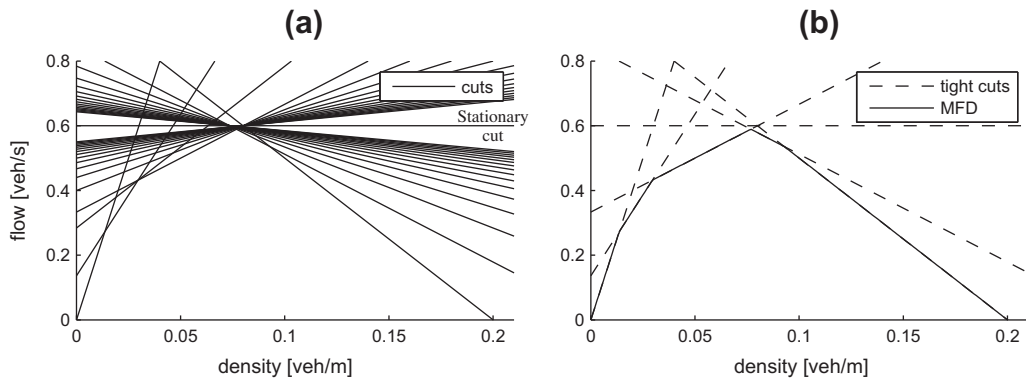 (a)
0.8
0.6
0.4
0.2
0
flow [veh/s]
cuts
Stationary
cut
0 0.05 0.1 0.15 0.2
density [veh/m]
(b)
0.8
0.6
0.4
0.2
0
tight cuts
MFD
0 0.05 0.1 0.15 0.2
density [veh/m]